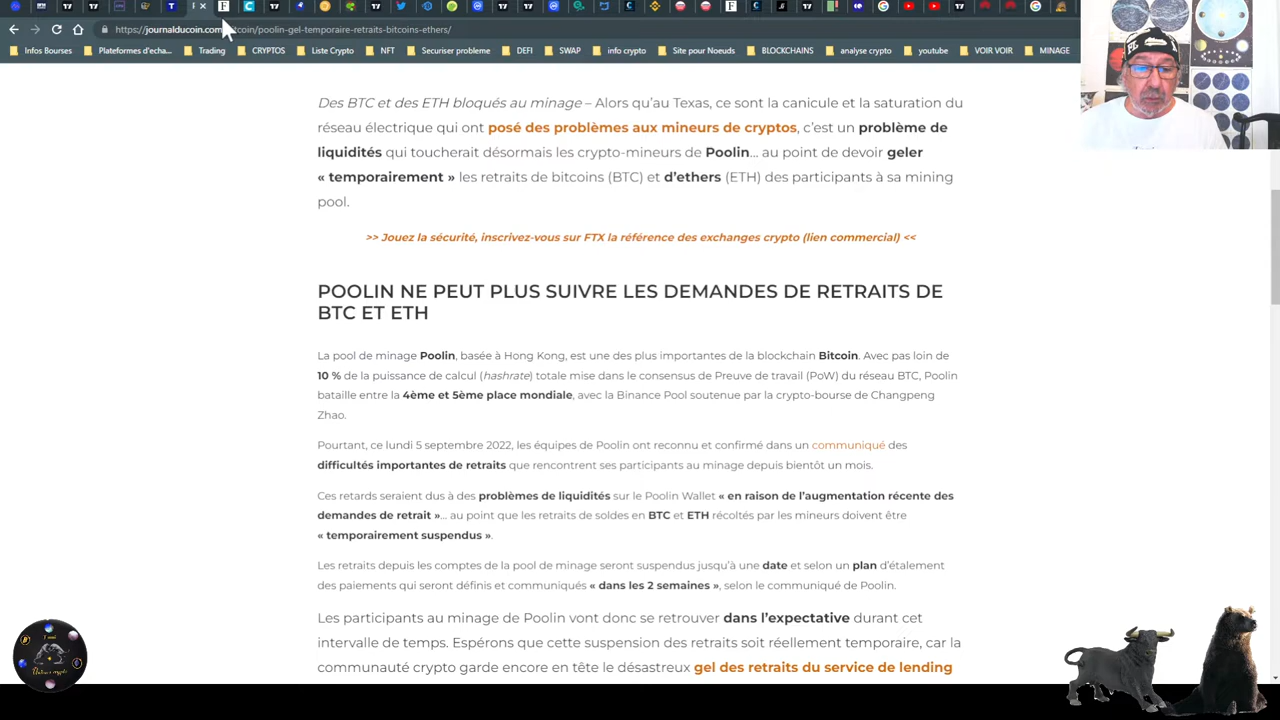 https://journalducoin.com
tcoin/poolin-gel-temporaire-retraits-bitcoins-ethers/
Infos Bourses
Plateformes d'echa...
Trading
CRYPTOS
Liste Crypto
NFT
Securiser probleme
DEFI
SWAP
info crypto
Site pour Noeuds
BLOCKCHAINS
analyse crypto
youtube
VOIR VOIR
MINAGE
Des BTC et des ETH bloqués au minage – Alors qu'au Texas, ce sont la canicule et la saturation du
réseau électrique qui ont posé des problèmes aux mineurs de cryptos, c'est un problème de
liquidités qui toucherait désormais les crypto-mineurs de Poolin... au point de devoir geler
« temporairement » les retraits de bitcoins (BTC) et d'ethers (ETH) des participants à sa mining
pool.
>> Jouez la sécurité, inscrivez-vous sur FTX la référence des exchanges crypto (lien commercial) <<
POOLIN NE PEUT PLUS SUIVRE LES DEMANDES DE RETRAITS DE
BTC ET ETH
La pool de minage Poolin, basée à Hong Kong, est une des plus importantes de la blockchain Bitcoin. Avec pas loin de
10 % de la puissance de calcul (hashrate) totale mise dans le consensus de Preuve de travail (PoW) du réseau BTC, Poolin
bataille entre la 4ème et 5ème place mondiale, avec la Binance Pool soutenue par la crypto-bourse de Changpeng
Zhao.
Pourtant, ce lundi 5 septembre 2022, les équipes de Poolin ont reconnu et confirmé dans un communiqué des
difficultés importantes de retraits que rencontrent ses participants au minage depuis bientôt un mois.
Ces retards seraient dus à des problèmes de liquidités sur le Poolin Wallet « en raison de l'augmentation récente des
demandes de retrait »... au point que les retraits de soldes en BTC et ETH récoltés par les mineurs doivent être
« temporairement suspendus ».
Les retraits depuis les comptes de la pool de minage seront suspendus jusqu'à une date et selon un plan d'étalement
des paiements qui seront définis et communiqués « dans les 2 semaines », selon le communiqué de Poolin.
Les participants au minage de Poolin vont donc se retrouver dans l'expectative durant cet
intervalle de temps. Espérons que cette suspension des retraits soit réellement temporaire, car la
communauté crypto garde encore en tête le désastreux gel des retraits du service de lending